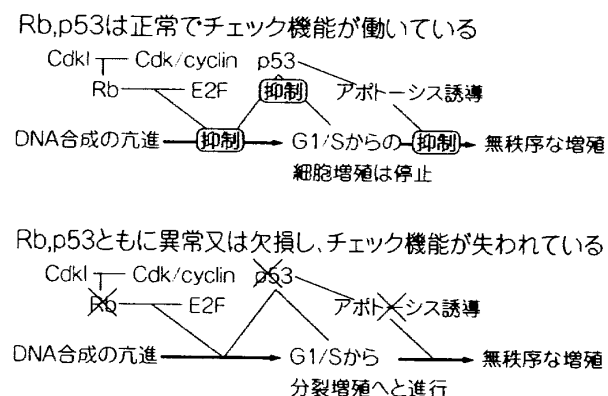 Rb,p53は正常でチェック機能が働いている
CdkI Cdk/cyclin p53
Rb E2F 抑制 アポトーシス誘導
DNA合成の亢進 抑制 G1/Sからの 抑制 無秩序な増殖
細胞増殖は停止
Rb,p53ともに異常又は欠損し、チェック機能が失われている
CdkI Cdk/cyclin p53
Rb E2F アポトーシス誘導
DNA合成の亢進 G1/Sから 無秩序な増殖
分裂増殖へと進行